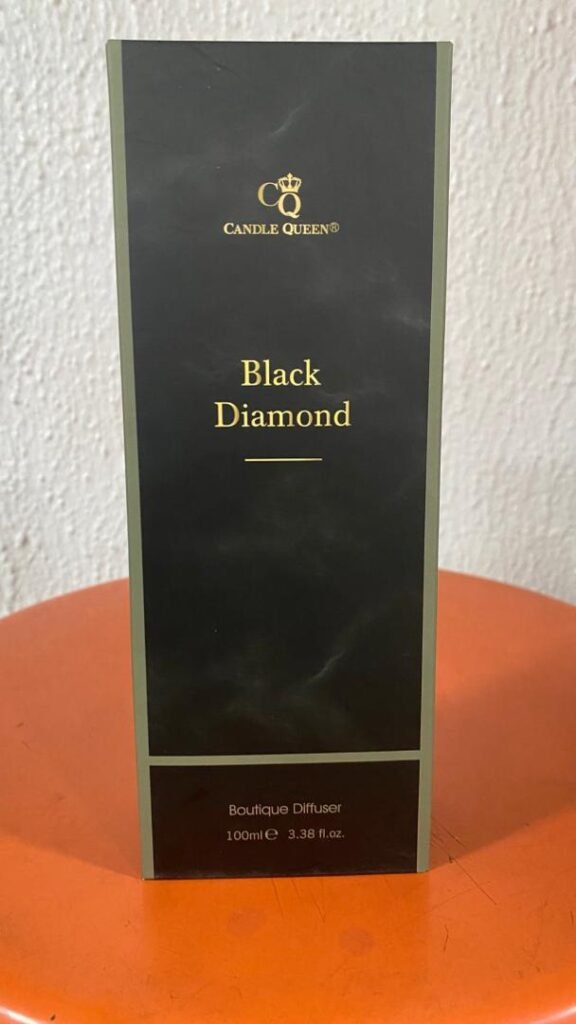 CQ
CANDLE QUEEN®
Black
Diamond
Boutique Diffuser
100ml℮ 3.38 fl.oz.